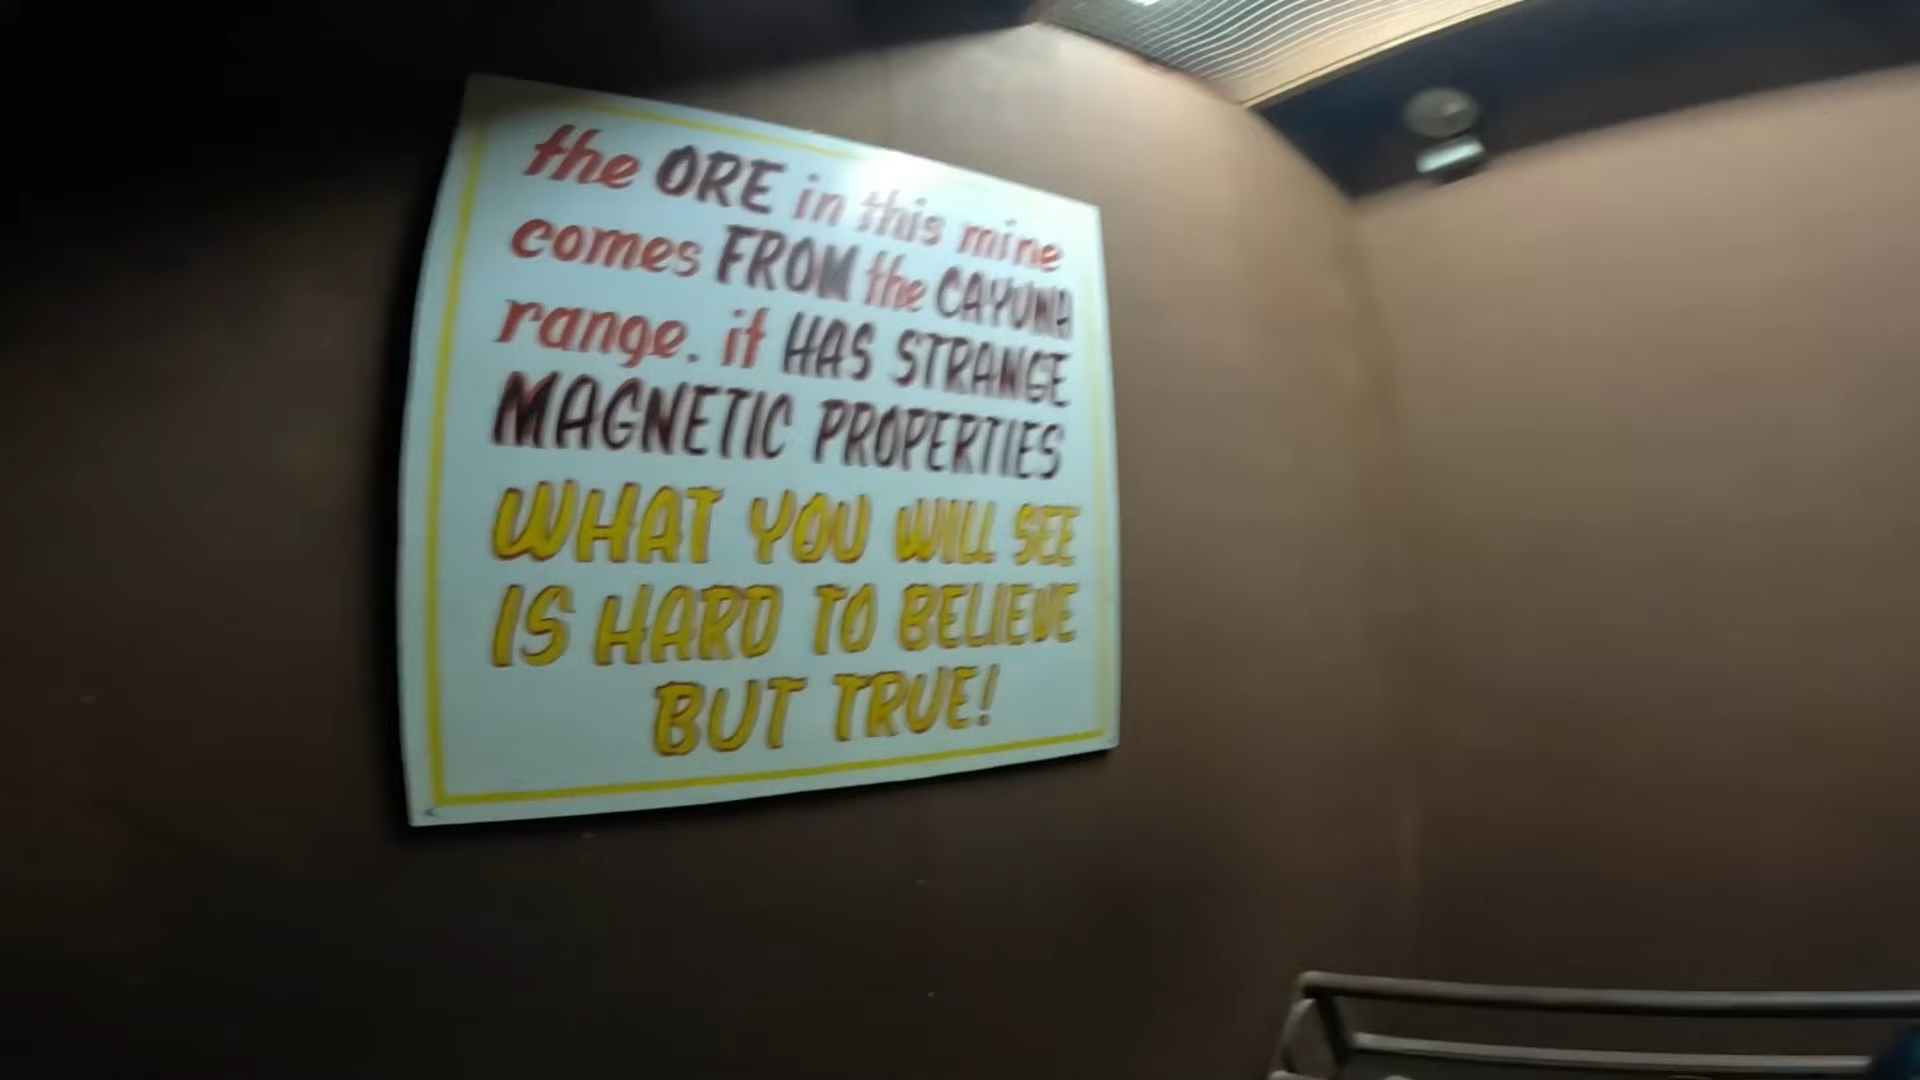 the ORE in this mine
comes FROM the CAYUNA
range. it HAS STRANGE
MAGNETIC PROPERTIES
WHAT YOU WILL SEE
IS HARD TO BELIEVE
BUT TRUE!